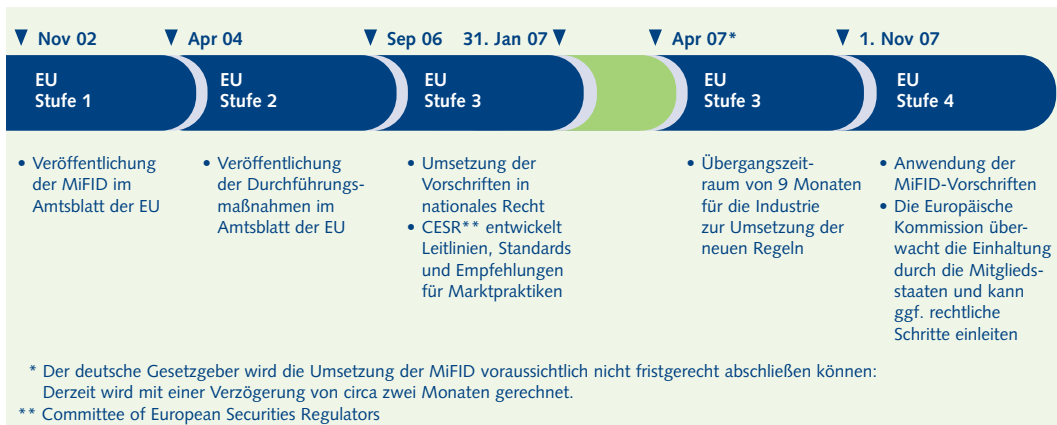 Nov 02
Apr 04
Sep 06
31. Jan 07
Apr 07*
1. Nov 07
EU
Stufe 1
EU
Stufe 2
EU
Stufe 3
EU
Stufe 3
EU
Stufe 4
• Veröffentlichung
der MiFID im
Amtsblatt der EU
• Veröffentlichung
der Durchführungs-
maßnahmen im
Amtsblatt der EU
• Umsetzung der
Vorschriften in
nationales Recht
• CESR** entwickelt
Leitlinien, Standards
und Empfehlungen
für Marktpraktiken
• Übergangszeit-
raum von 9 Monaten
für die Industrie
zur Umsetzung der
neuen Regeln
• Anwendung der
MiFID-Vorschriften
• Die Europäische
Kommission über-
wacht die Einhaltung
durch die Mitglieds-
staaten und kann
ggf. rechtliche
Schritte einleiten
* Der deutsche Gesetzgeber wird die Umsetzung der MiFID voraussichtlich nicht fristgerecht abschließen können:
Derzeit wird mit einer Verzögerung von circa zwei Monaten gerechnet.
** Committee of European Securities Regulators